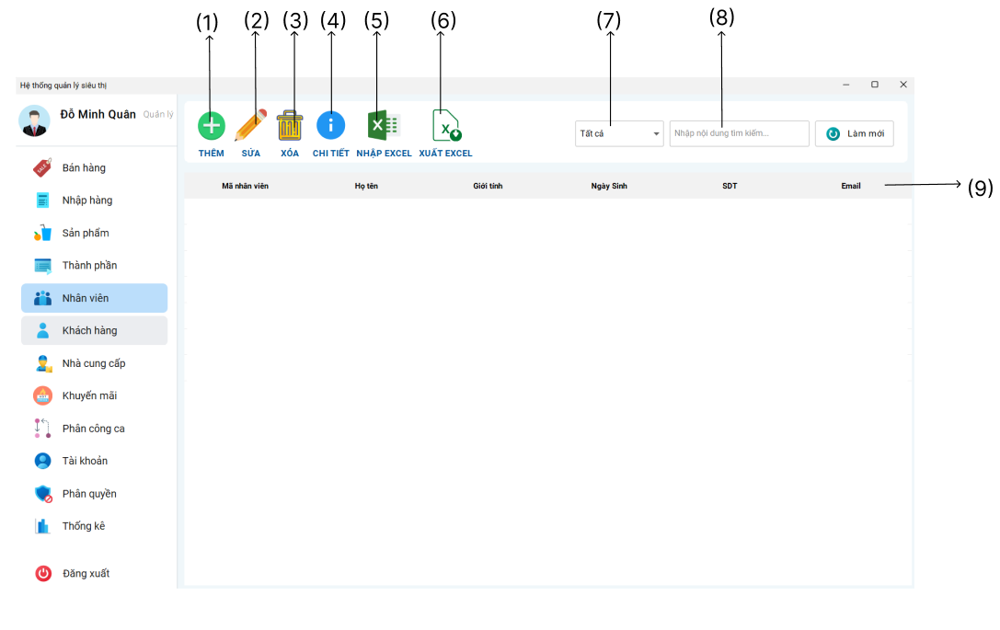 (1) (2) (3) (4) (5) (6) (7) (8)
Hệ thống quản lý siêu thị
Đỗ Minh Quân Quản lý
THÊM SỬA XÓA CHI TIẾT NHẬP EXCEL XUẤT EXCEL
Tất cả Nhập nội dung tìm kiếm... Làm mới
Mã nhân viên Họ tên Giới tính Ngày Sinh SDT Email (9)
Bán hàng
Nhập hàng
Sản phẩm
Thành phần
Nhân viên
Khách hàng
Nhà cung cấp
Khuyến mãi
Phân công ca
Tài khoản
Phân quyền
Thống kê
Đăng xuất